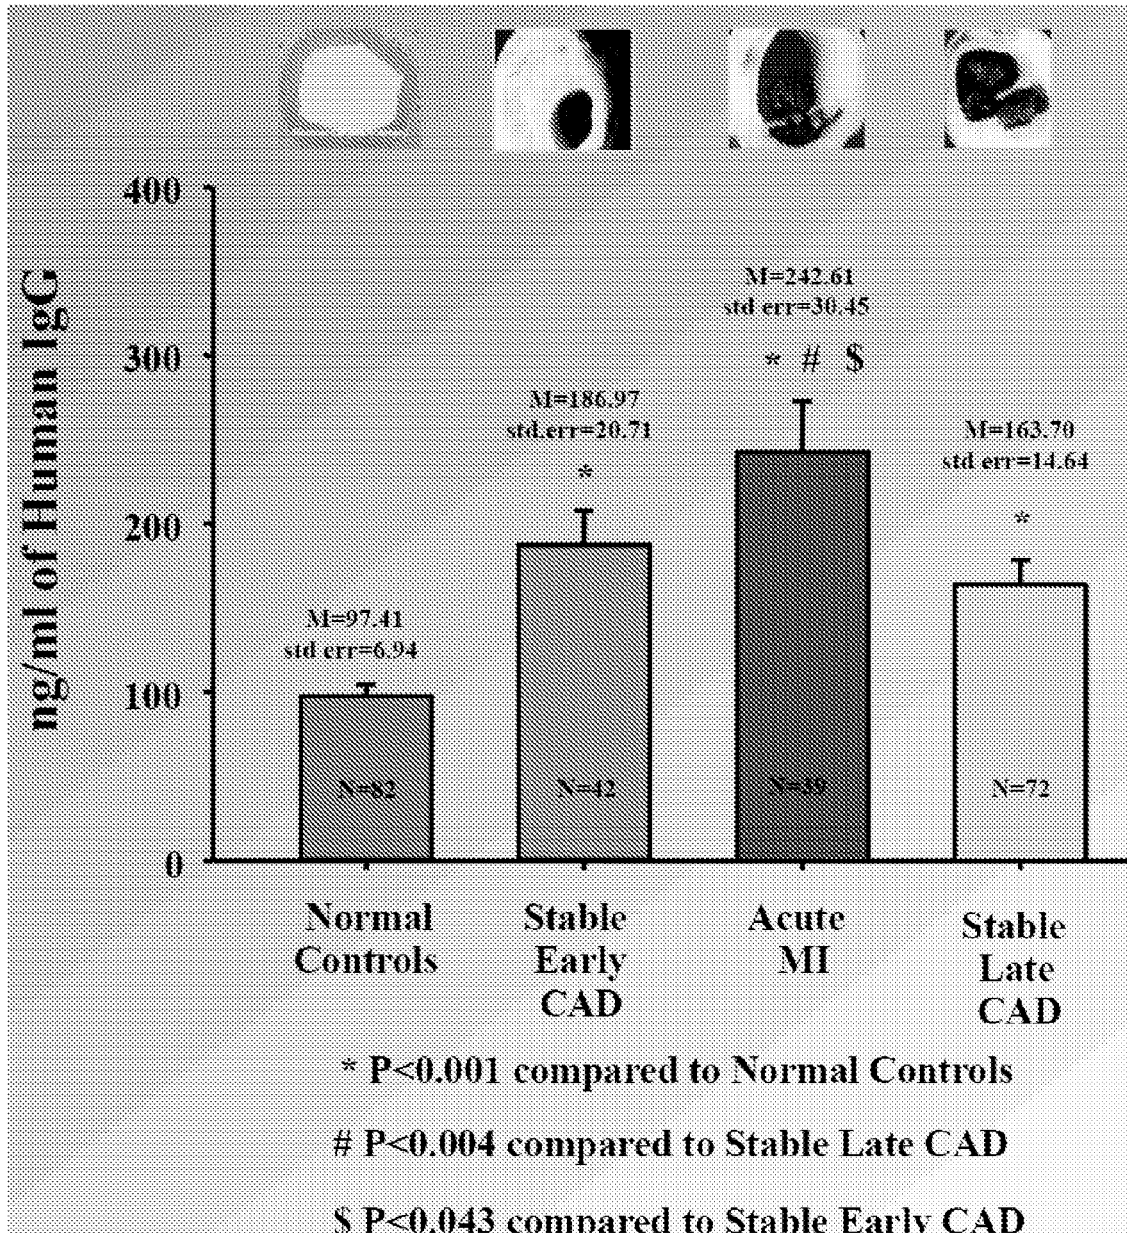 400
300
200
100
0
ng/ml of Human IgG
M=97.41
std err=6.94
N=82
M=186.97
std.err=20.71
*
N=42
M=242.61
std err=30.45
* # $
N=39
M=163.70
std err=14.64
*
N=72
Normal
Controls
Stable
Early
CAD
Acute
MI
Stable
Late
CAD
* P<0.001 compared to Normal Controls
# P<0.004 compared to Stable Late CAD
$ P<0.043 compared to Stable Early CAD